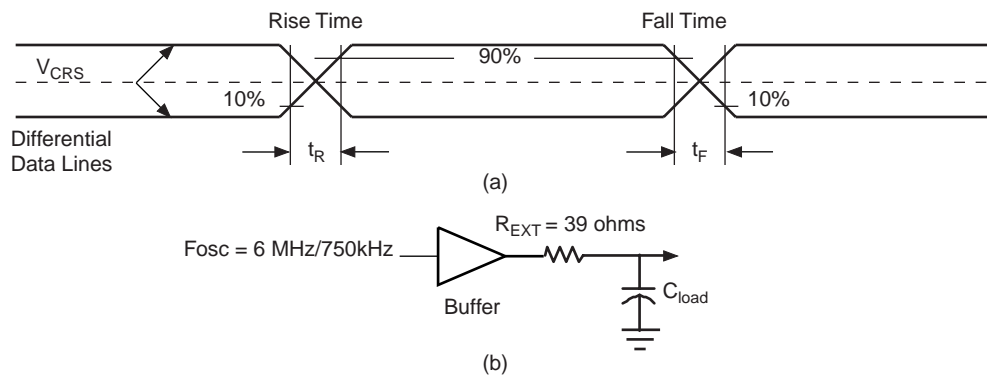 Rise Time
Fall Time
V_CRS
90%
10%
10%
Differential
Data Lines
t_R
t_F
(a)
R_EXT = 39 ohms
Fosc = 6 MHz/750kHz
C_load
Buffer
(b)